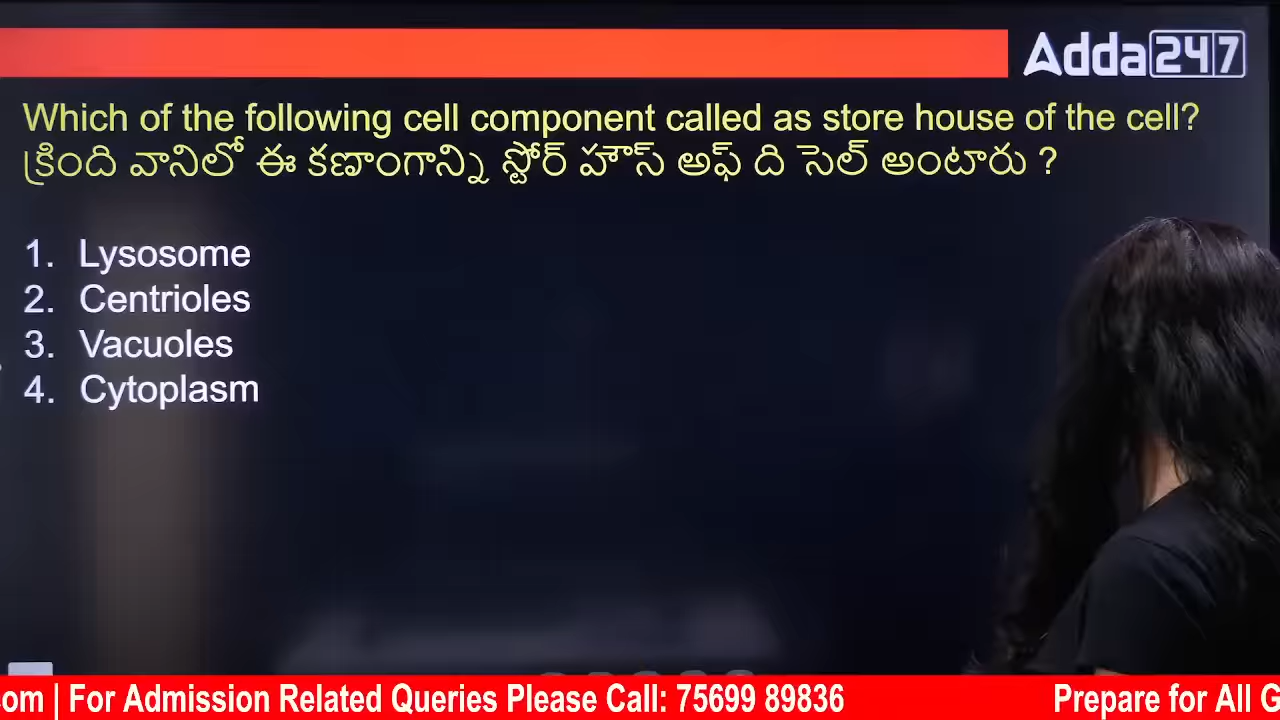 Adda247
Which of the following cell component called as store house of the cell?
క్రింది వానిలో ఈ కణాంగాన్ని స్టోర్ హౌస్ అఫ్ ది సెల్ అంటారు ?
1. Lysosome
2. Centrioles
3. Vacuoles
4. Cytoplasm
om | For Admission Related Queries Please Call: 75699 89836 Prepare for All G